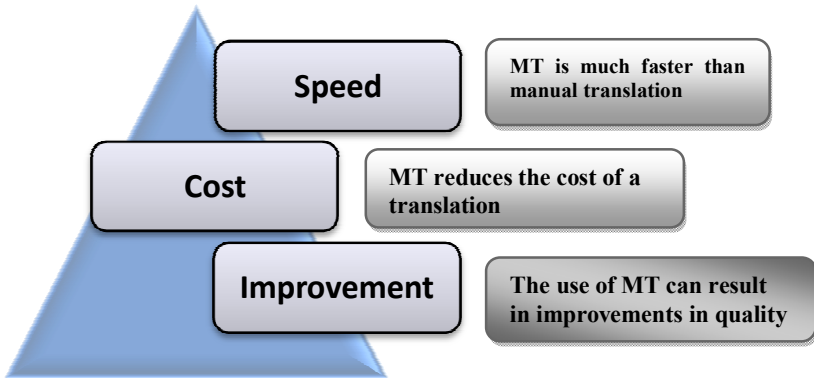 Speed
MT is much faster than
manual translation
Cost
MT reduces the cost of a
translation
Improvement
The use of MT can result
in improvements in quality